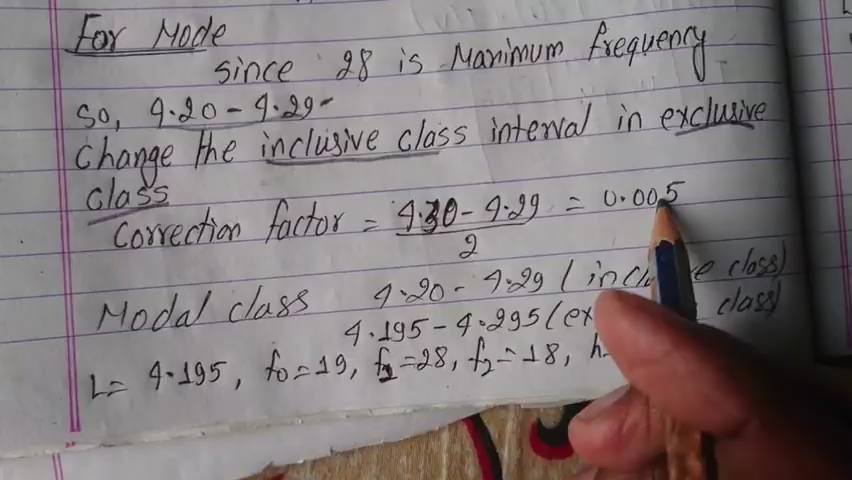 For Mode
since 28 is Maximum frequency.
So, 4.20 - 4.29
Change the inclusive class interval in exclusive
class
Correction factor = 4.30 - 4.29 / 2 = 0.005
Modal class 4.20 - 4.29 (inclu e class)
4.195 - 4.295 (ex class)
L = 4.195, f0 = 19, f1 = 28, f2 = 18, h